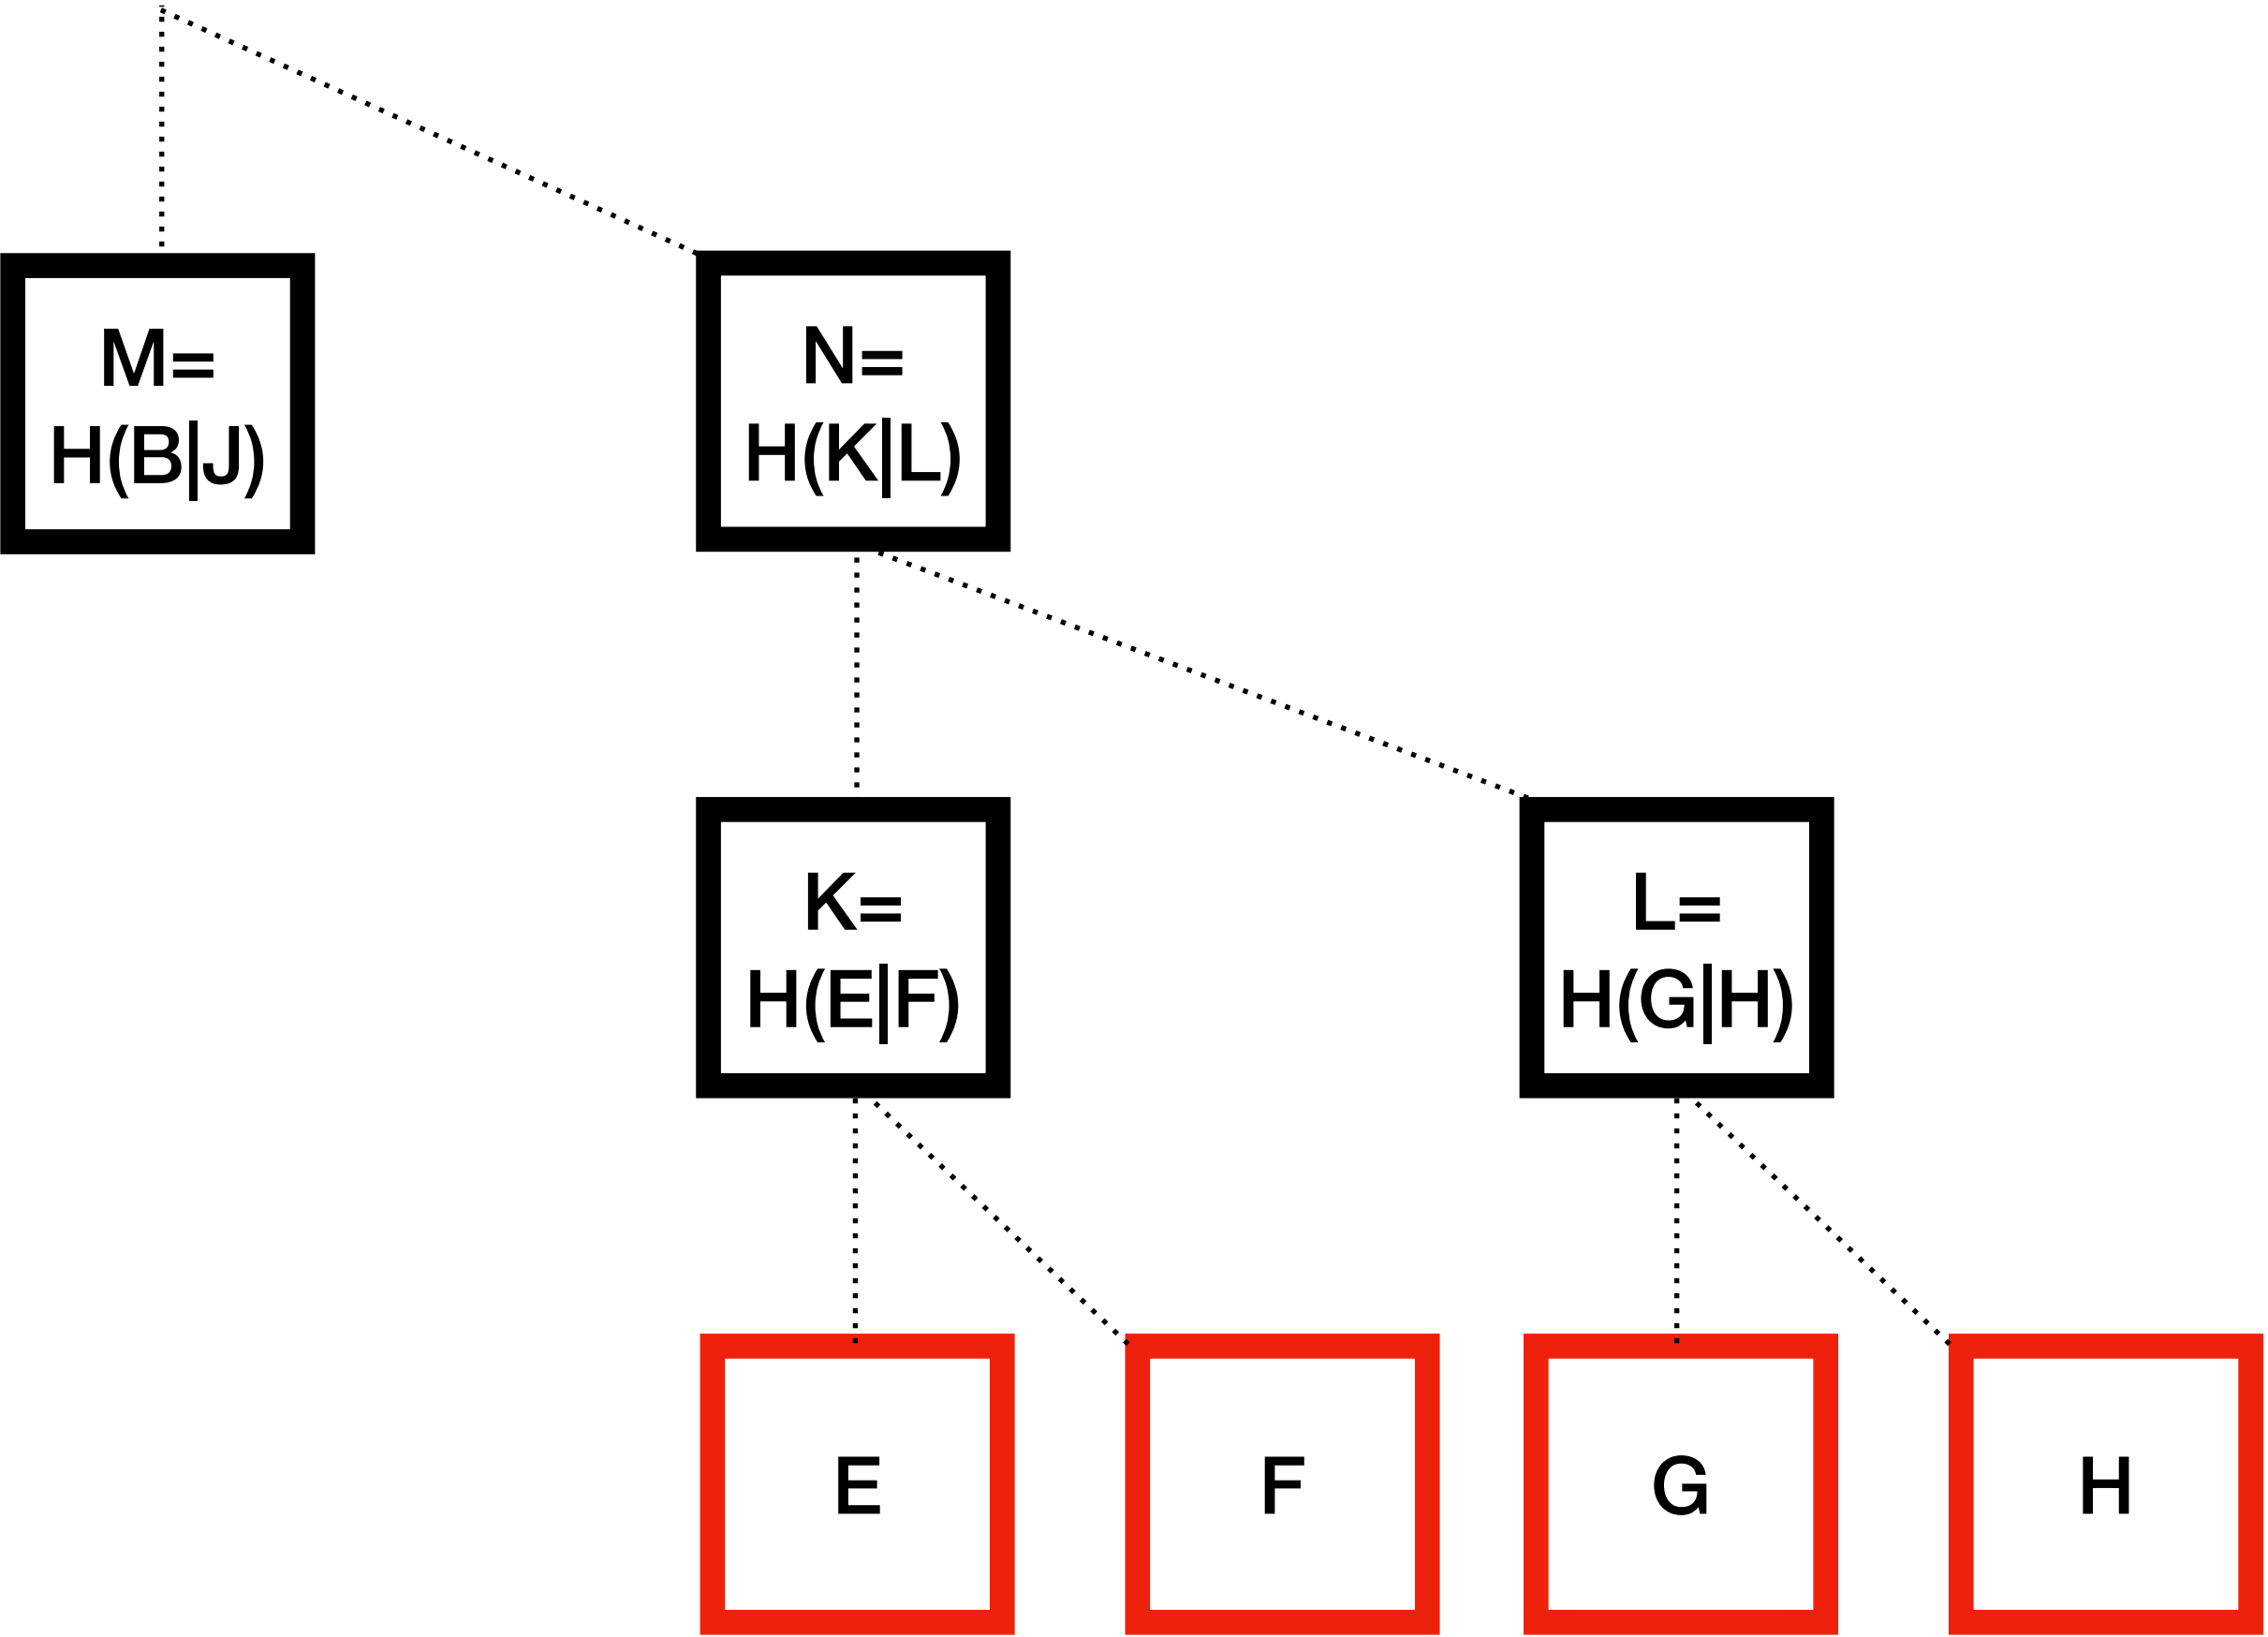 M=
H(B|J)
N=
H(K|L)
K=
H(E|F)
L=
H(G|H)
E
F
G
H